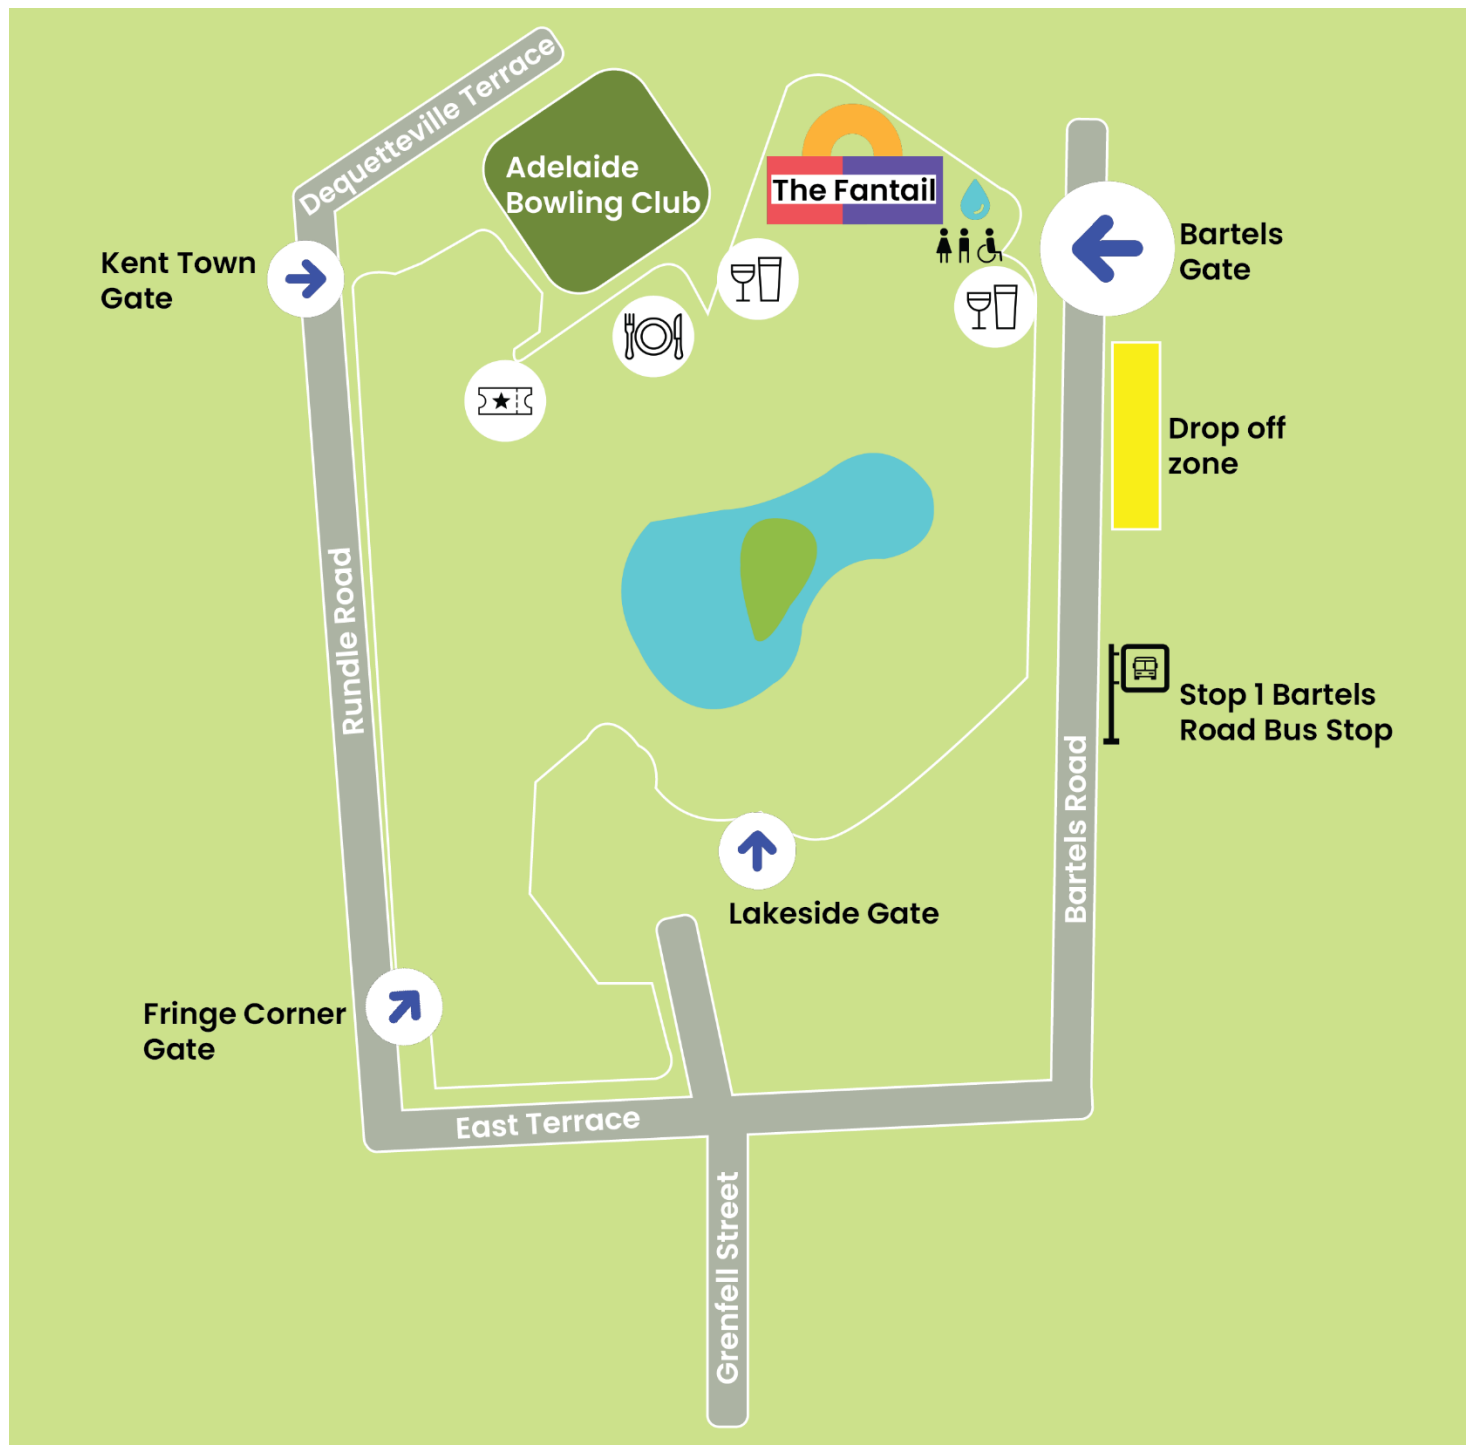 Dequetteville Terrace
Adelaide
Bowling Club
The Fantail
Kent Town
Gate
Bartels
Gate
Drop off
zone
Rundle Road
Stop 1 Bartels
Road Bus Stop
Bartels Road
Lakeside Gate
Fringe Corner
Gate
East Terrace
Grenfell Street